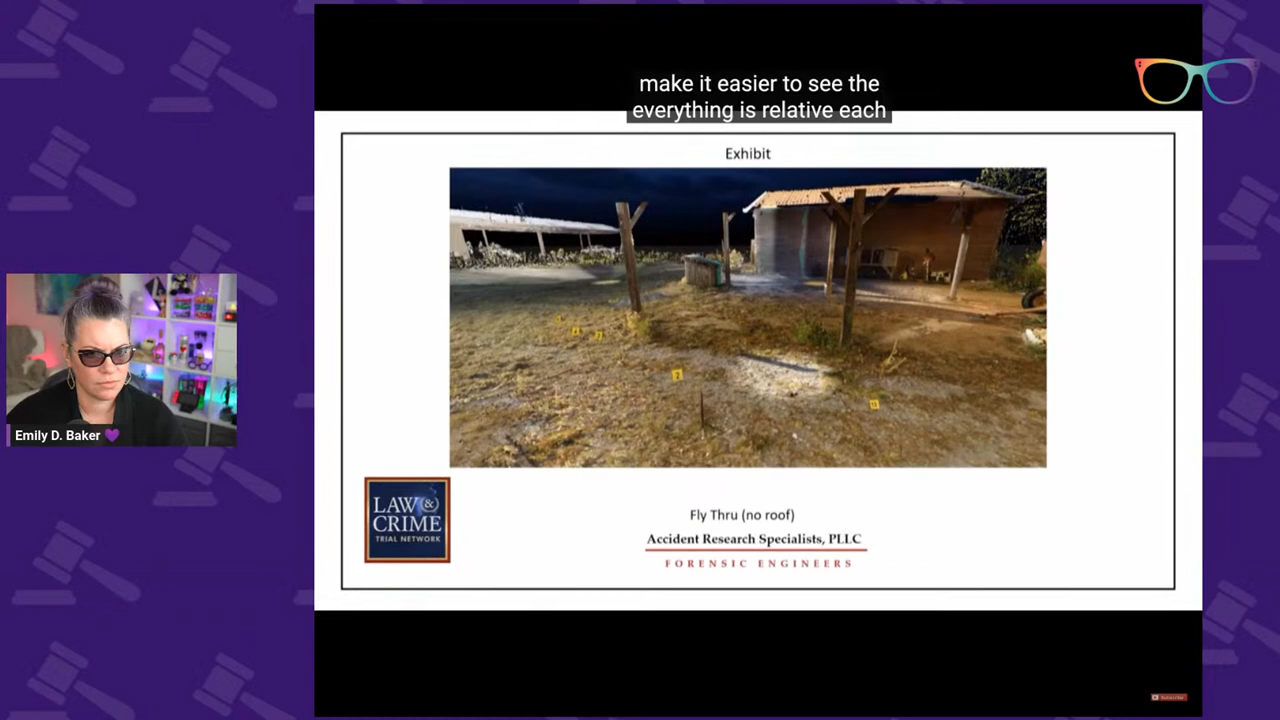 make it easier to see the
everything is relative each
Exhibit
2
Emily D. Baker 💜
LAW &
CRIME
TRIAL NETWORK
Fly Thru (no roof)
Accident Research Specialists, PLLC
FORENSIC ENGINEERS